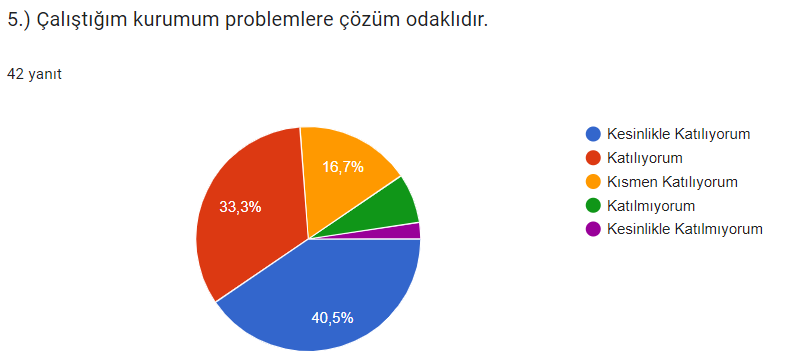 5.) Çalıştığım kurumum problemlere çözüm odaklıdır.
42 yanıt
16,7%
33,3%
40,5%
Kesinlikle Katılıyorum
Katılıyorum
Kısmen Katılıyorum
Katılmıyorum
Kesinlikle Katılmıyorum